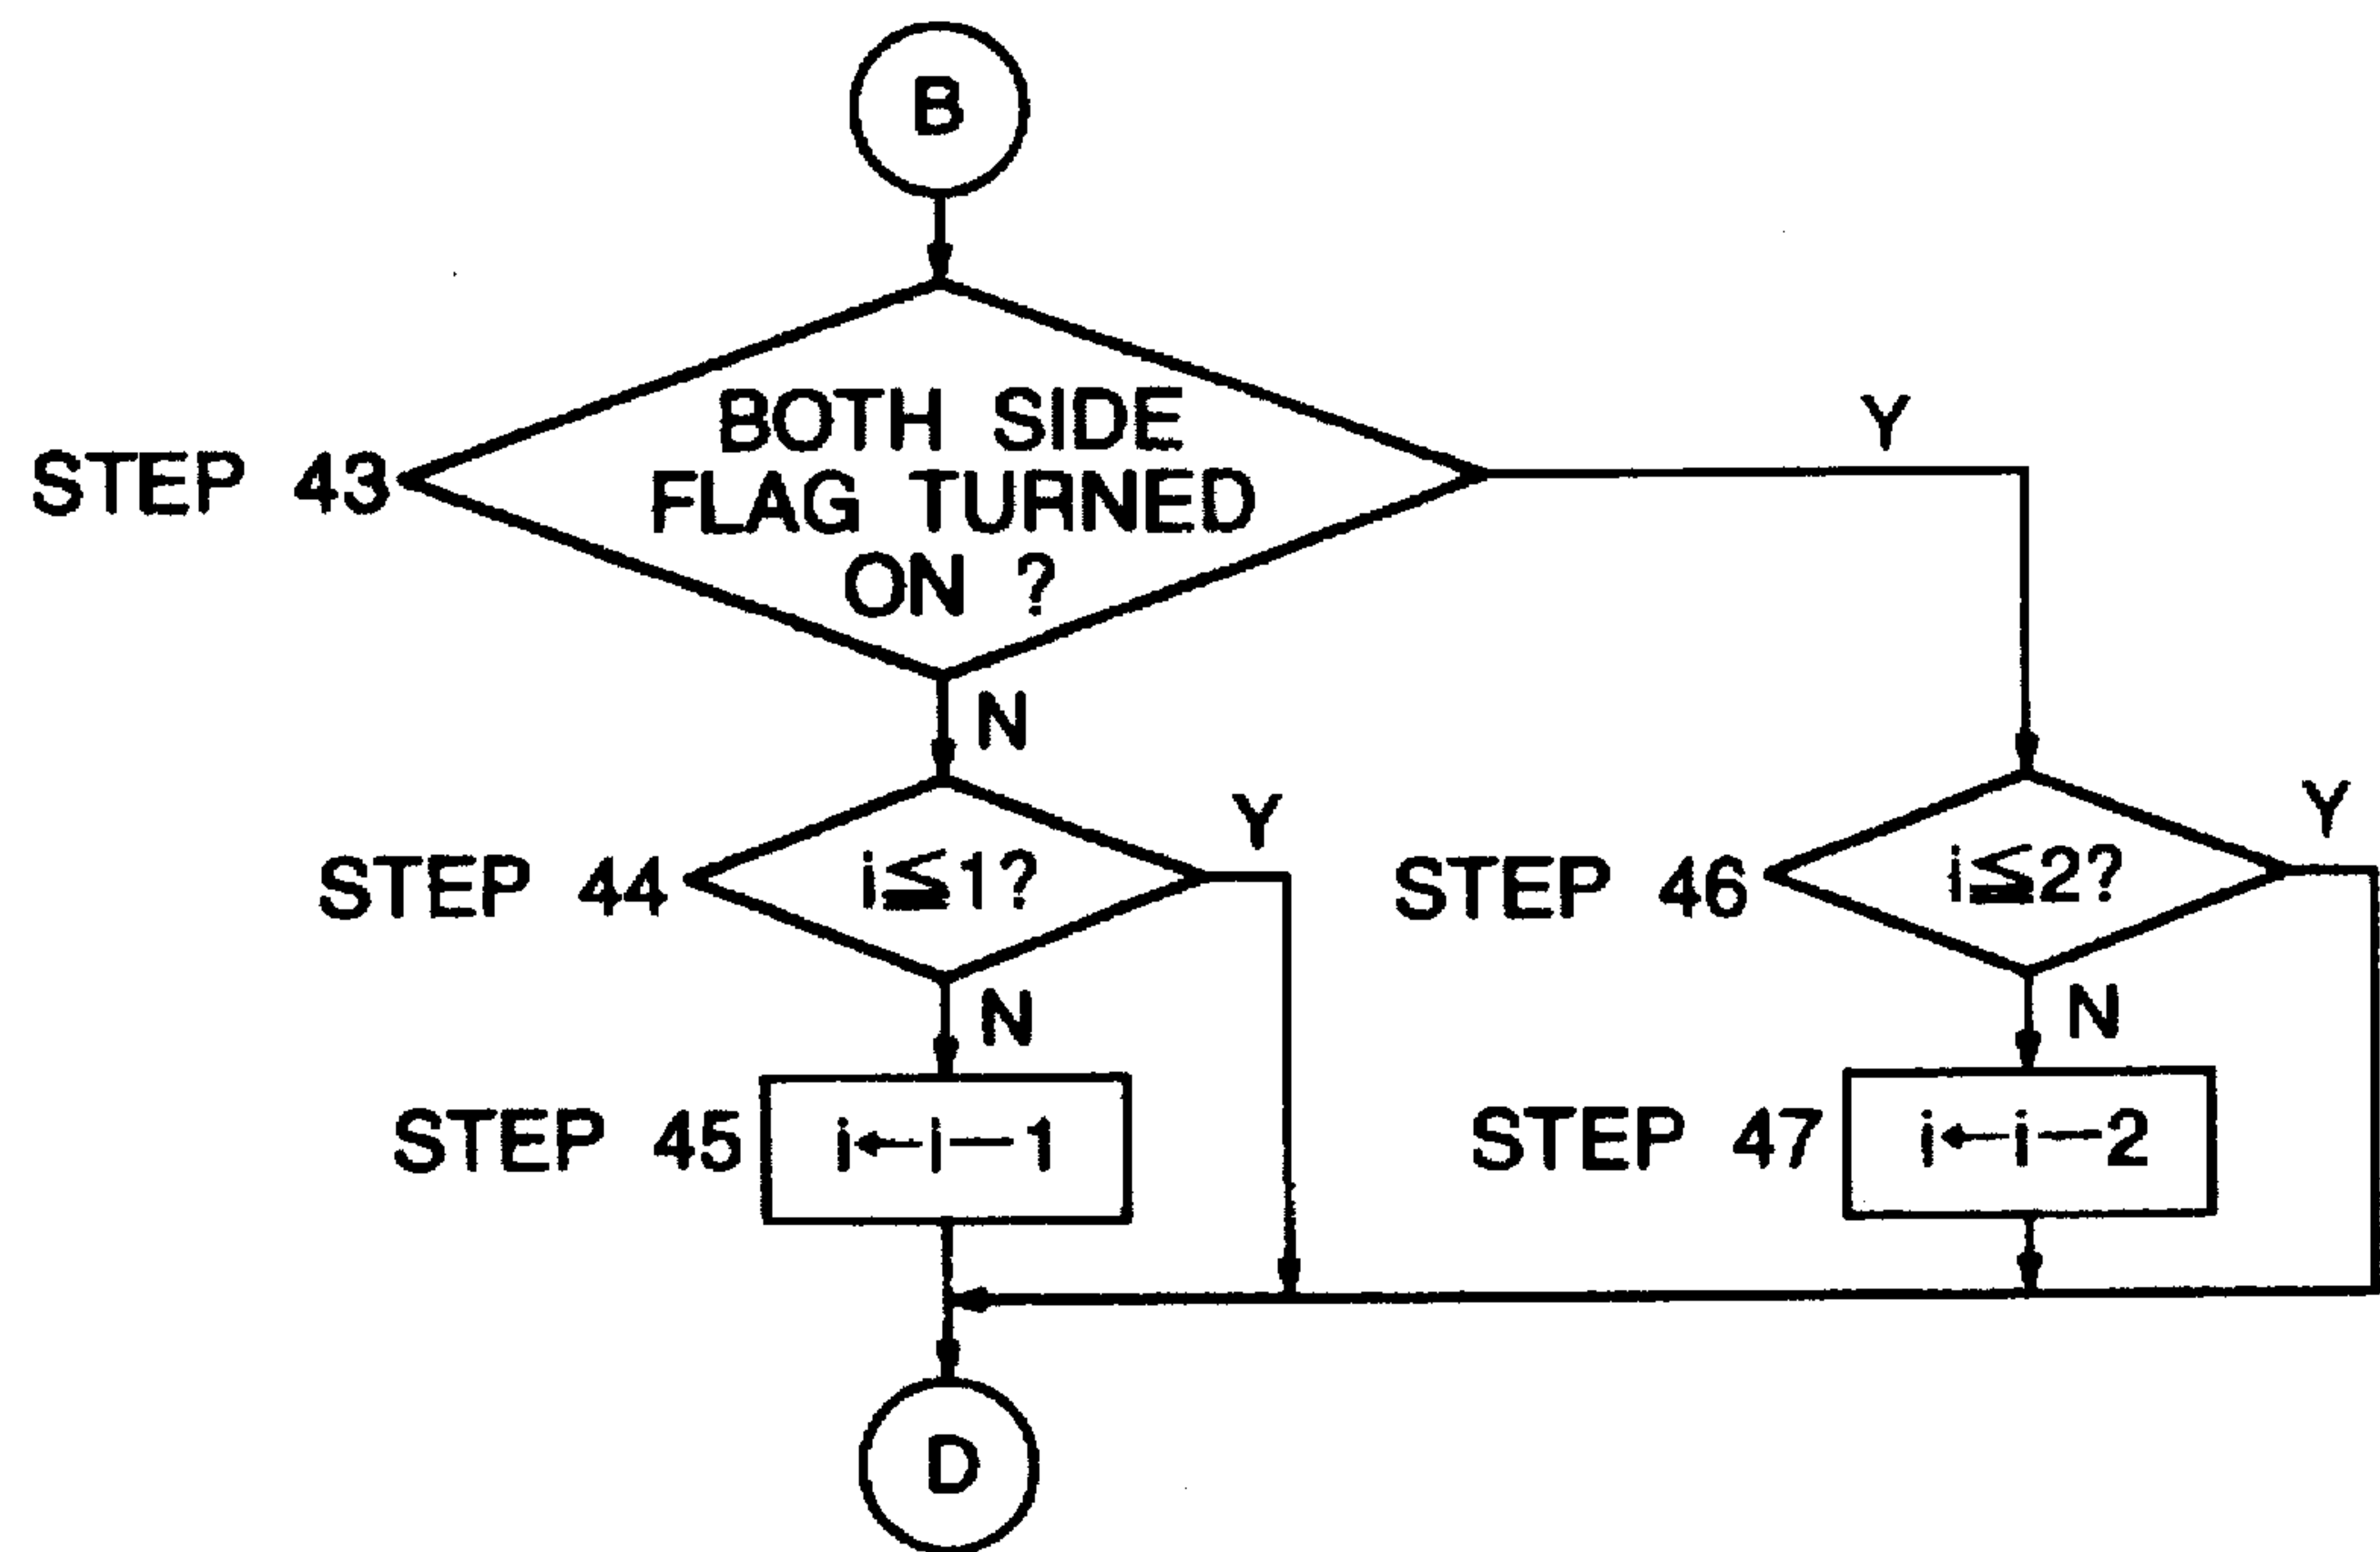 B
BOTH SIDE
FLAG TURNED
ON ?
STEP 43
Y
N
STEP 44
i≦1?
Y
STEP 46
i≦2?
Y
N
N
STEP 45
i←i−1
STEP 47
i←i−2
D